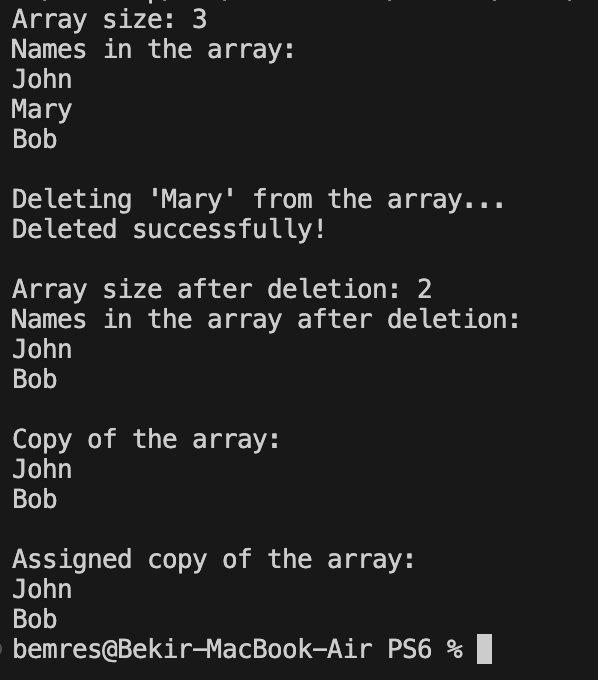 Array size: 3
Names in the array:
John
Mary
Bob
Deleting 'Mary' from the array...
Deleted successfully!
Array size after deletion: 2
Names in the array after deletion:
John
Bob
Copy of the array:
John
Bob
Assigned copy of the array:
John
Bob
bemres@Bekir-MacBook-Air PS6 %